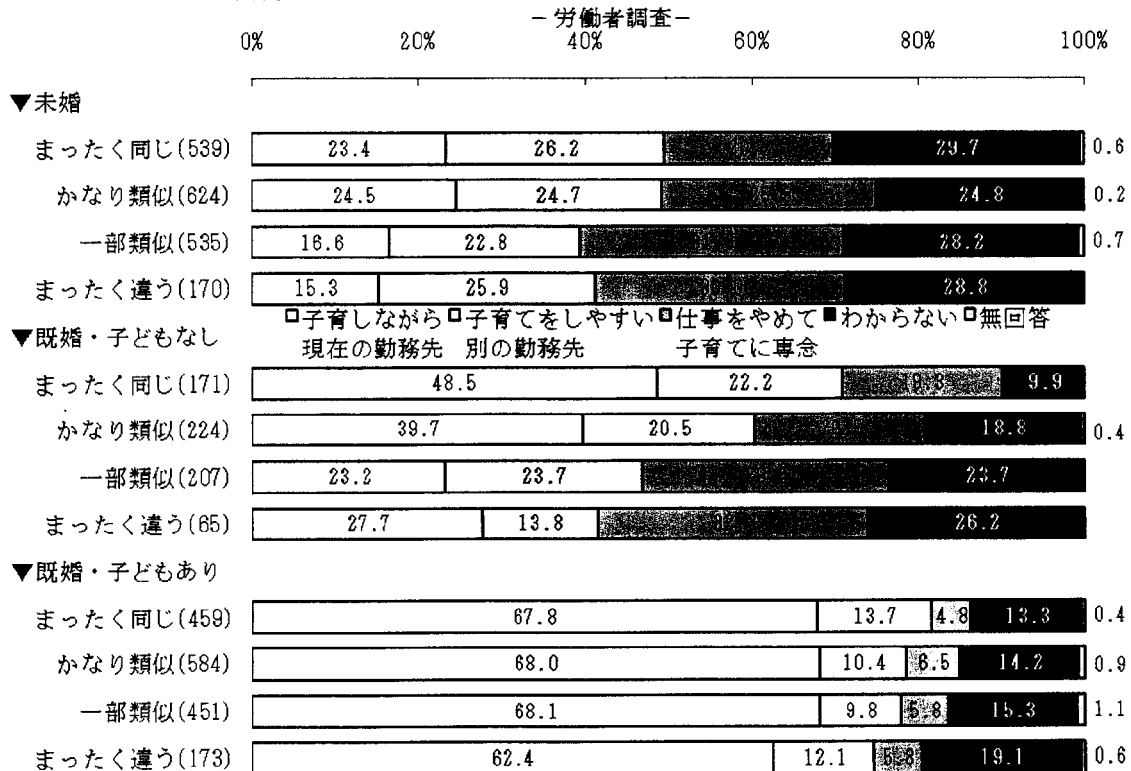 －労働者調査－
0% 20% 40% 60% 80% 100%
▼未婚
まったく同じ(539) 23.4 26.2 29.7 0.6
かなり類似(624) 24.5 24.7 24.8 0.2
一部類似(535) 16.6 22.8 28.2 0.7
まったく違う(170) 15.3 25.9 28.8
□子育しながら □子育てをしやすい □仕事をやめて ■わからない □無回答
現在の勤務先 別の勤務先 子育てに専念
▼既婚・子どもなし
まったく同じ(171) 48.5 22.2 9.9
かなり類似(224) 39.7 20.5 18.8 0.4
一部類似(207) 23.2 23.7 23.7
まったく違う(65) 27.7 13.8 26.2
▼既婚・子どもあり
まったく同じ(459) 67.8 13.7 4.8 13.3 0.4
かなり類似(584) 68.0 10.4 6.5 14.2 0.9
一部類似(451) 68.1 9.8 5.8 15.3 1.1
まったく違う(173) 62.4 12.1 5.8 19.1 0.6